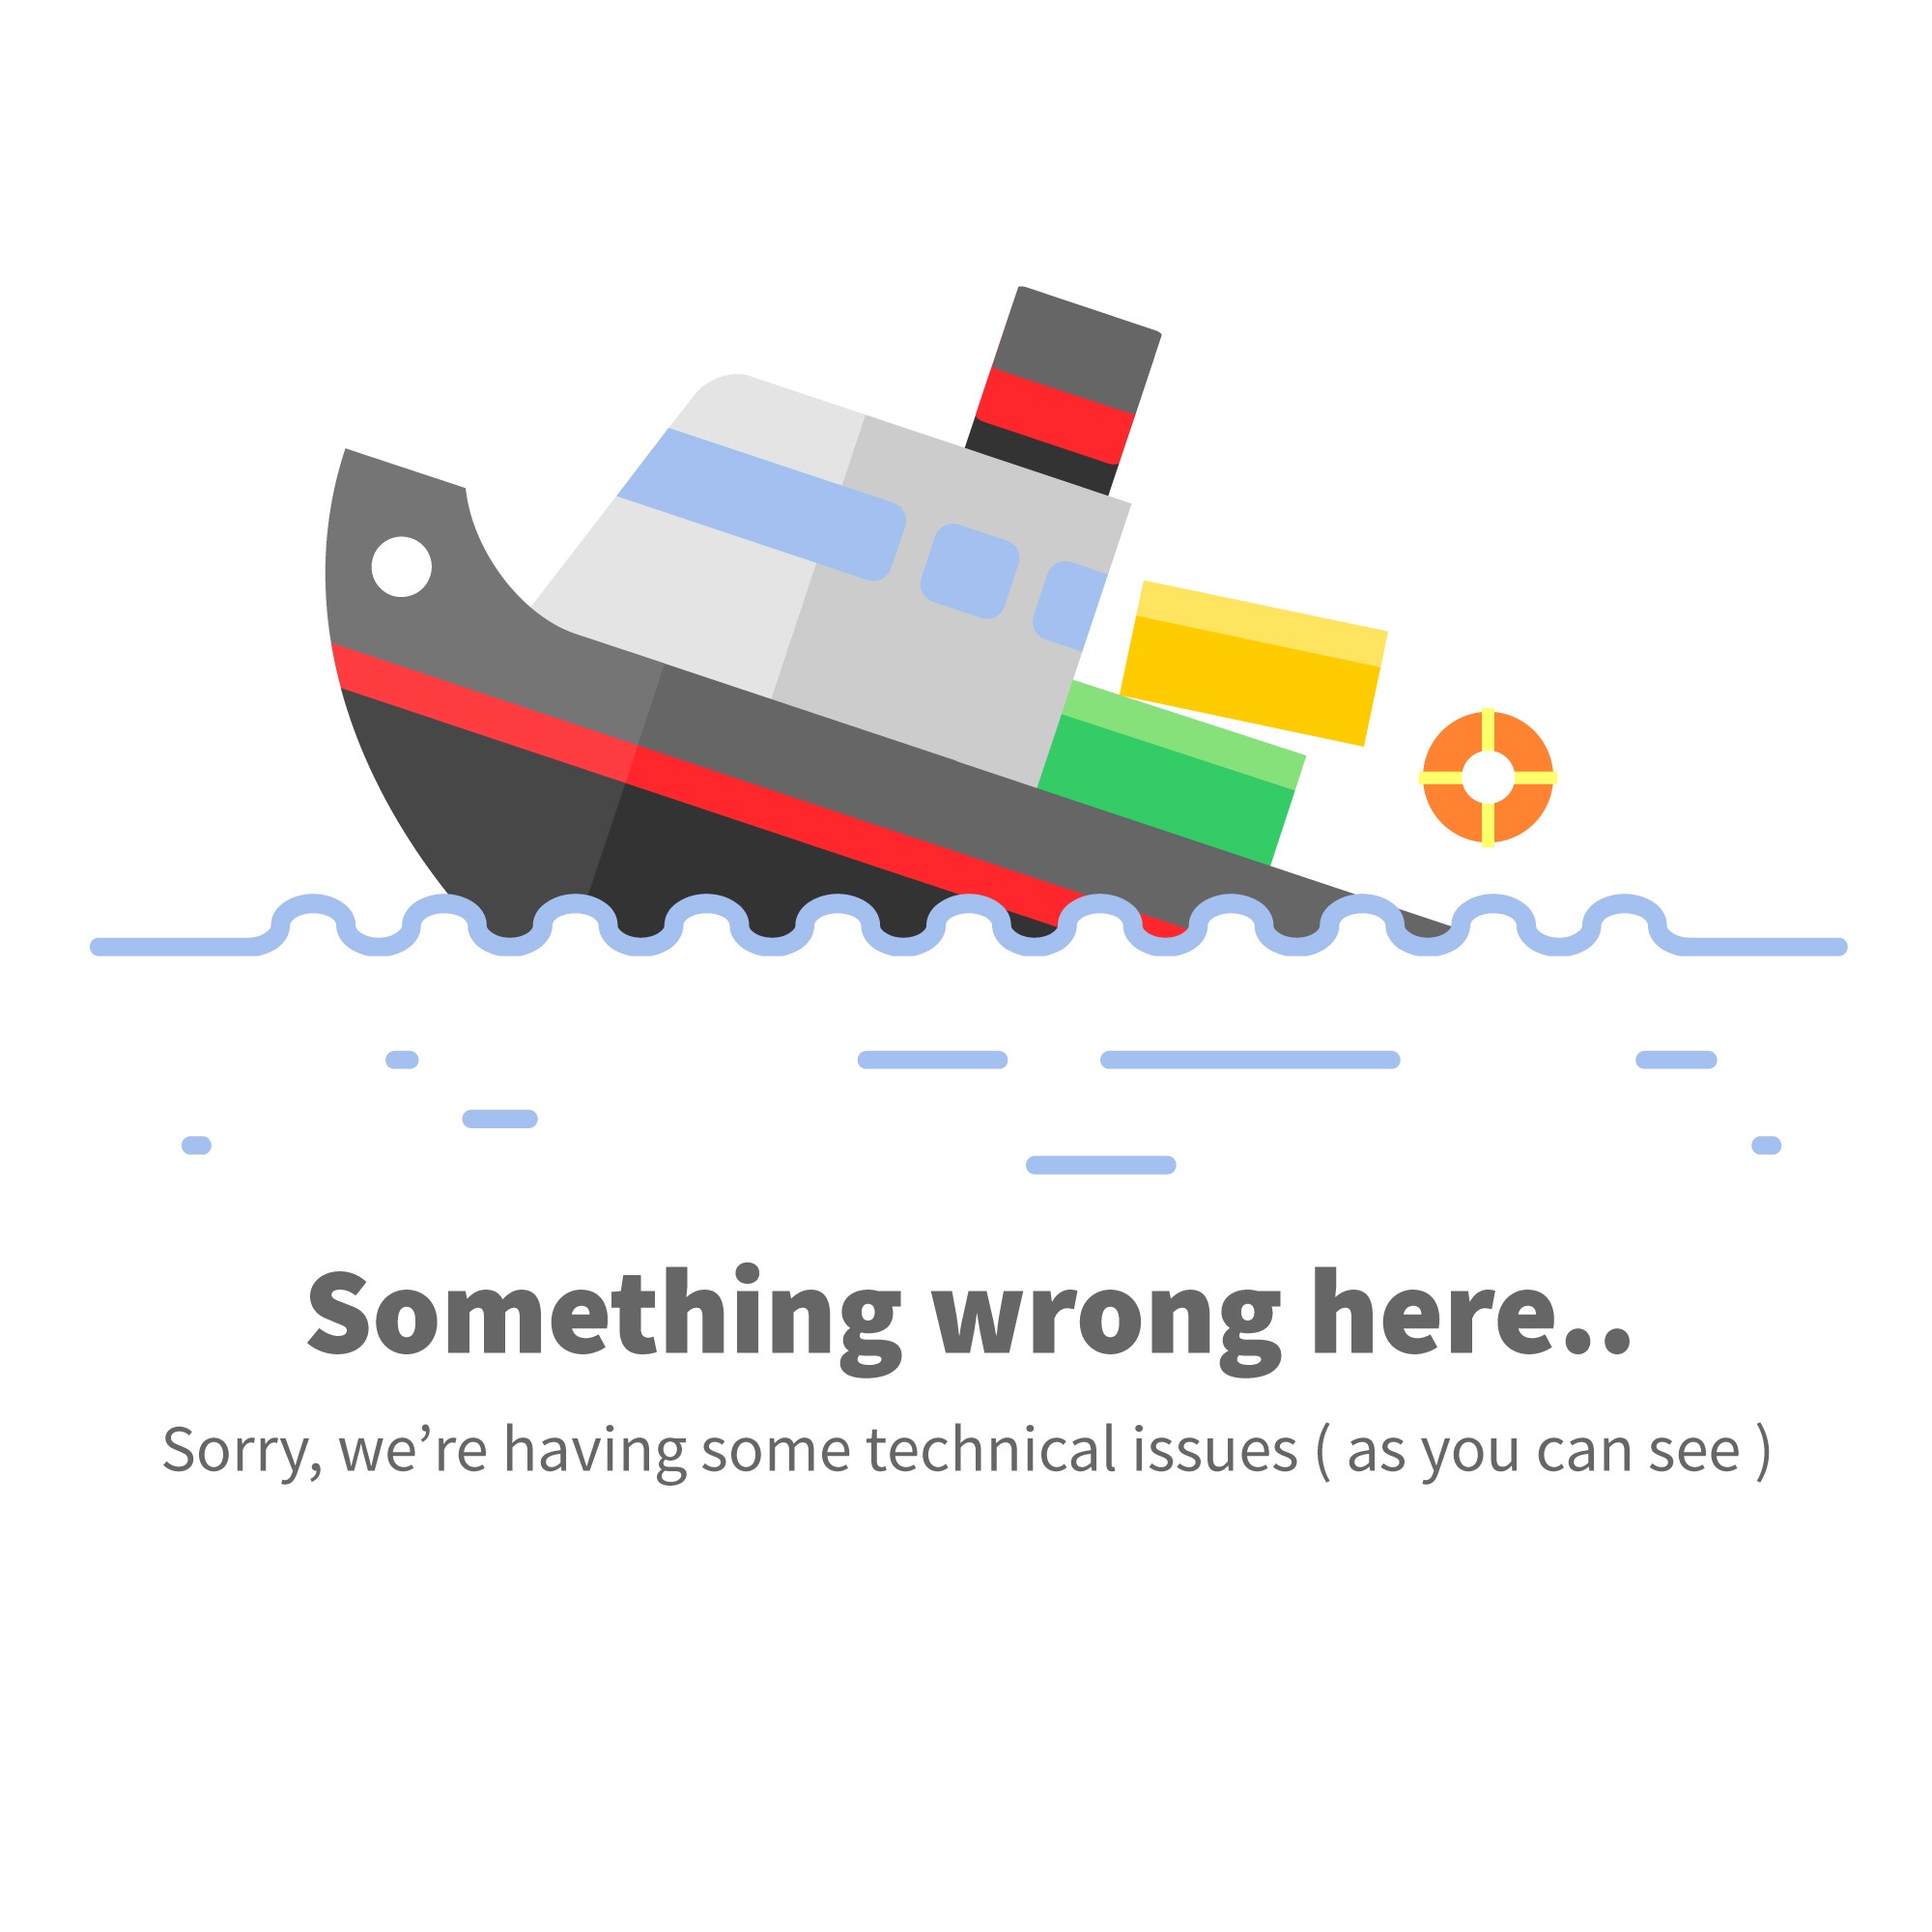 Something wrong here..
Sorry, we’re having some technical issues ( as you can see )